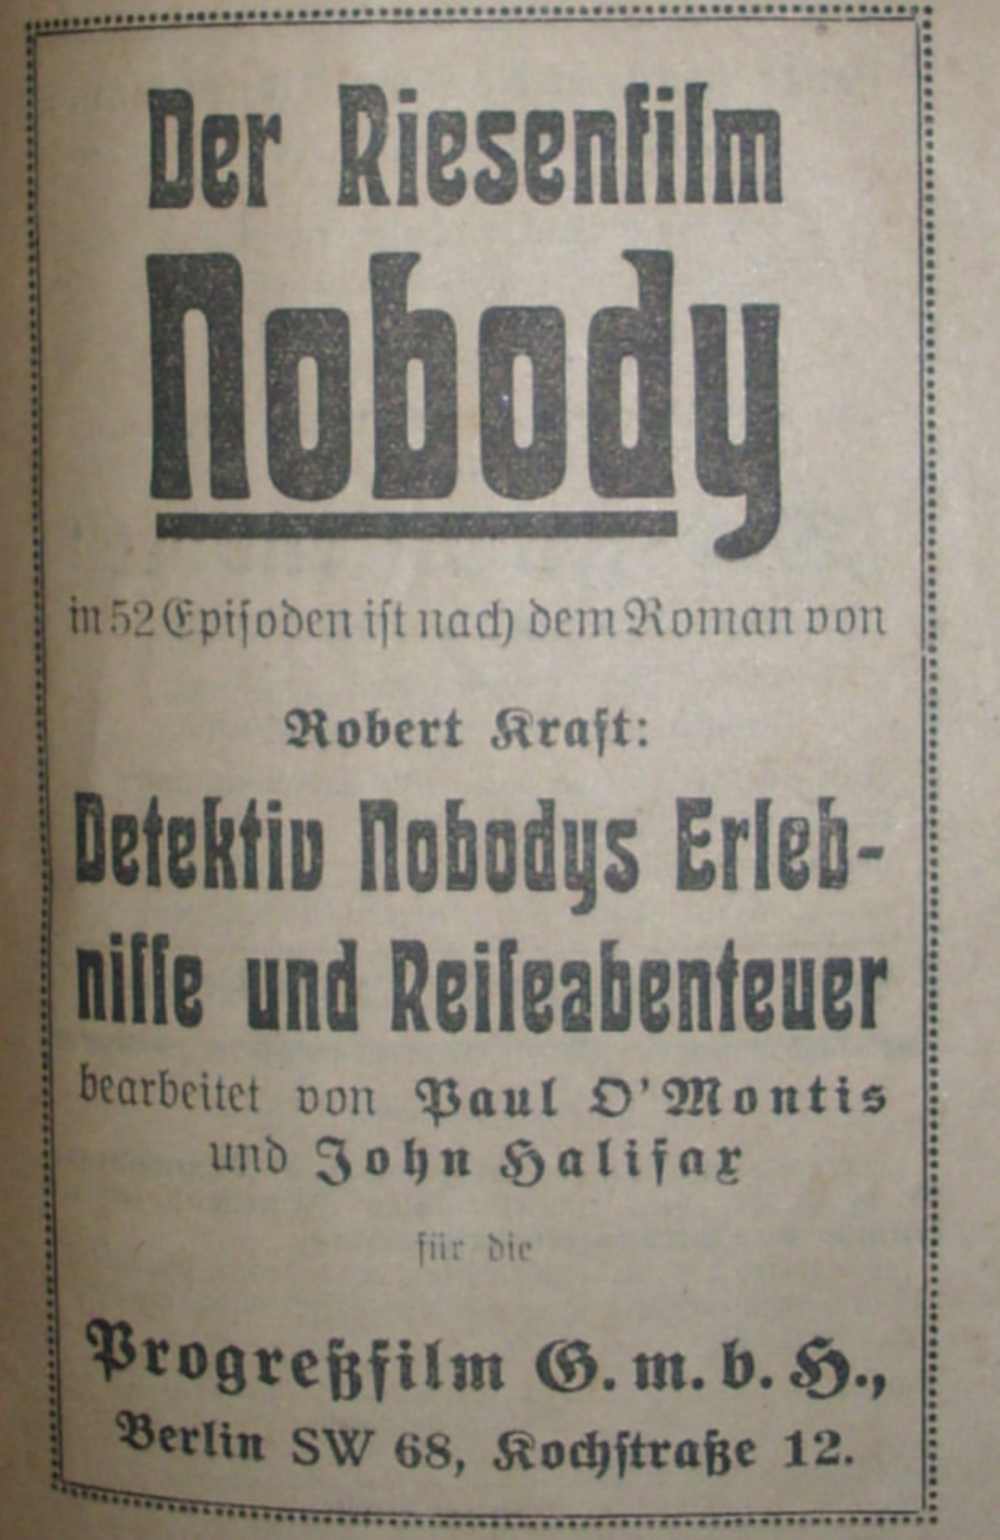 Der Riesenfilm
Nobody
in 52 Episoden ist nach dem Roman von
Robert Kraft:
Detektiv Nobodys Erleb-
nisse und Reiseabenteuer
bearbeitet von Paul O'Montis
und John Halifax
für die
Progreßfilm G. m. b. H.,
Berlin SW 68, Kochstraße 12.